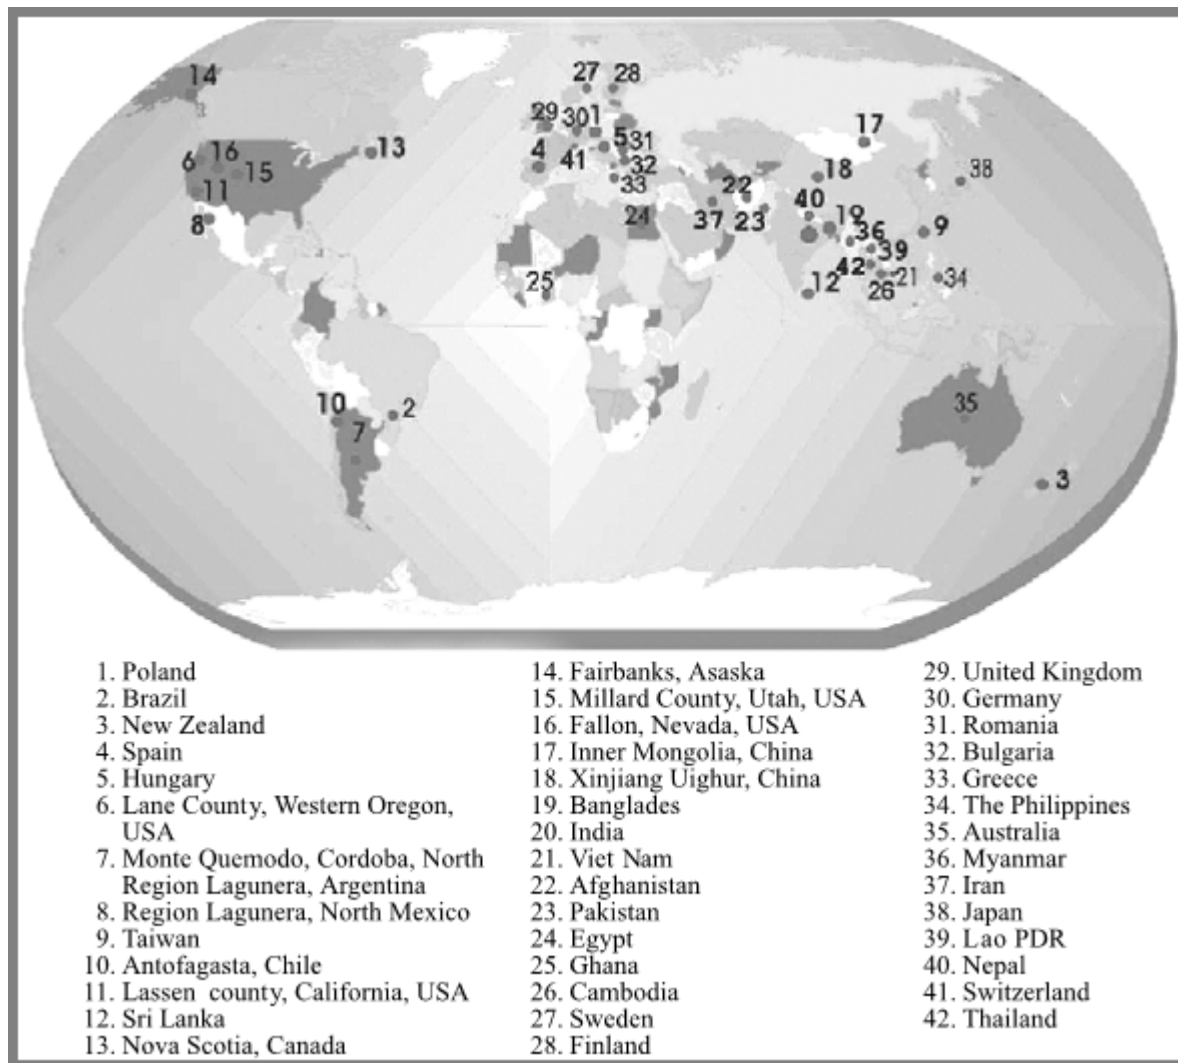 14
27
28
29
30
1
5
31
17
13
6
16
15
4
41
32
18
38
11
33
22
40
8
24
37
23
19
36
9
39
42
25
12
26
21
34
10
2
7
35
3
1. Poland
2. Brazil
3. New Zealand
4. Spain
5. Hungary
6. Lane County, Western Oregon,
USA
7. Monte Quemodo, Cordoba, North
Region Lagunera, Argentina
8. Region Lagunera, North Mexico
9. Taiwan
10. Antofagasta, Chile
11. Lassen county, California, USA
12. Sri Lanka
13. Nova Scotia, Canada
14. Fairbanks, Asaska
15. Millard County, Utah, USA
16. Fallon, Nevada, USA
17. Inner Mongolia, China
18. Xinjiang Uighur, China
19. Banglades
20. India
21. Viet Nam
22. Afghanistan
23. Pakistan
24. Egypt
25. Ghana
26. Cambodia
27. Sweden
28. Finland
29. United Kingdom
30. Germany
31. Romania
32. Bulgaria
33. Greece
34. The Philippines
35. Australia
36. Myanmar
37. Iran
38. Japan
39. Lao PDR
40. Nepal
41. Switzerland
42. Thailand